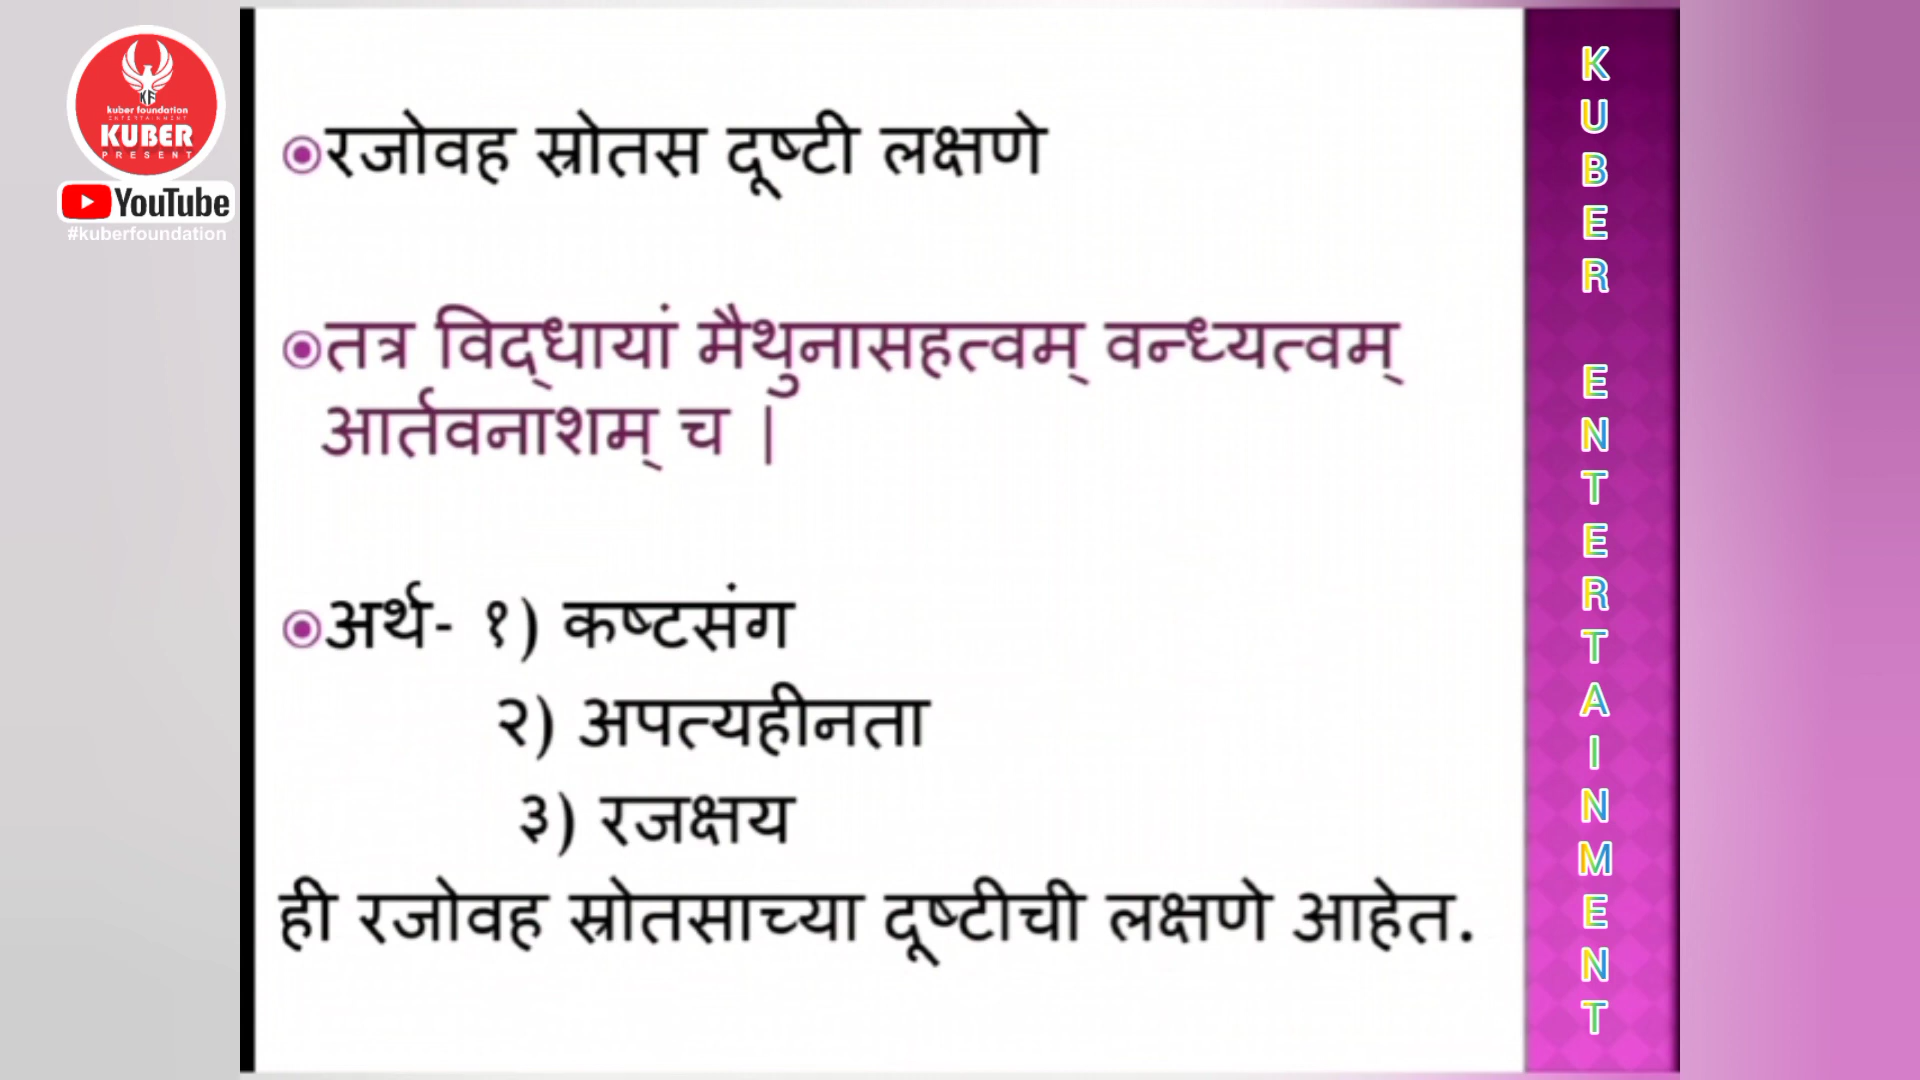 kuber foundation
ENTERTAINMENT
KUBER
PRESENT
YouTube
#kuberfoundation
रजोवह स्रोतस दूष्टी लक्षणे
तत्र विद्धायां मैथुनासहत्वम् वन्ध्यत्वम्
आर्तवनाशम् च |
अर्थ- १) कष्टसंग
२) अपत्यहीनता
३) रजक्षय
ही रजोवह स्रोतसाच्या दूष्टीची लक्षणे आहेत.
KUBER ENTERTAINMENT